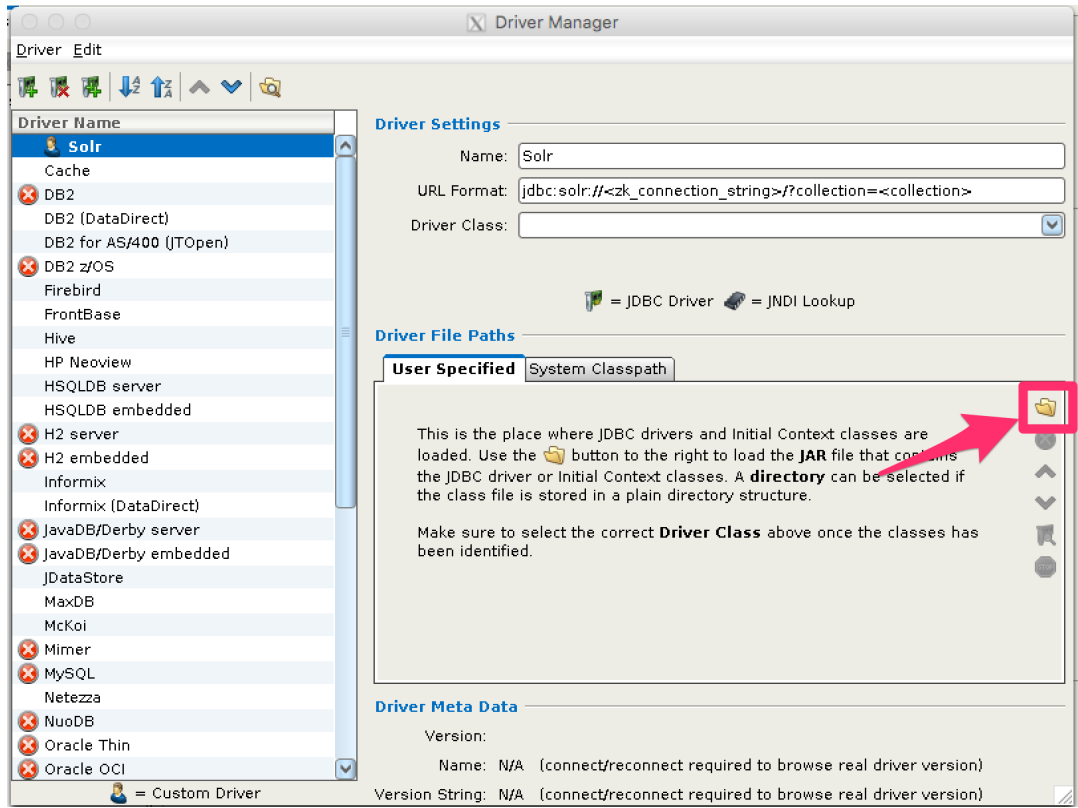 Driver Manager
Driver Edit
Driver Name
Solr
Cache
DB2
DB2 (DataDirect)
DB2 for AS/400 (JTOpen)
DB2 z/OS
Firebird
FrontBase
Hive
HP Neoview
HSQLDB server
HSQLDB embedded
H2 server
H2 embedded
Informix
Informix (DataDirect)
JavaDB/Derby server
JavaDB/Derby embedded
JDataStore
MaxDB
McKoi
Mimer
MySQL
Netezza
NuoDB
Oracle Thin
Oracle OCI
= Custom Driver
Driver Settings
Name: Solr
URL Format: jdbc:solr://<zk_connection_string>/?collection=<collection>
Driver Class:
= JDBC Driver = JNDI Lookup
Driver File Paths
User Specified System Classpath
This is the place where JDBC drivers and Initial Context classes are
loaded. Use the button to the right to load the JAR file that contains
the JDBC driver or Initial Context classes. A directory can be selected if
the class file is stored in a plain directory structure.
Make sure to select the correct Driver Class above once the classes has
been identified.
STOP
Driver Meta Data
Version:
Name: N/A (connect/reconnect required to browse real driver version)
Version String: N/A (connect/reconnect required to browse real driver version)